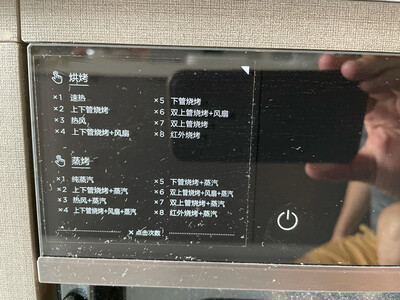 烘烤
×1 速热
×2 上下管烧烤
×3 热风
×4 上下管烧烤+风扇
×5 下管烧烤
×6 双上管烧烤+风扇
×7 双上管烧烤
×8 红外烧烤
蒸烤
×1 纯蒸汽
×2 上下管烧烤+蒸汽
×3 热风+蒸汽
×4 上下管烧烤+风扇+蒸汽
×5 下管烧烤+蒸汽
×6 双上管烧烤+风扇+蒸汽
×7 双上管烧烤+蒸汽
×8 红外烧烤+蒸汽
× 点击次数